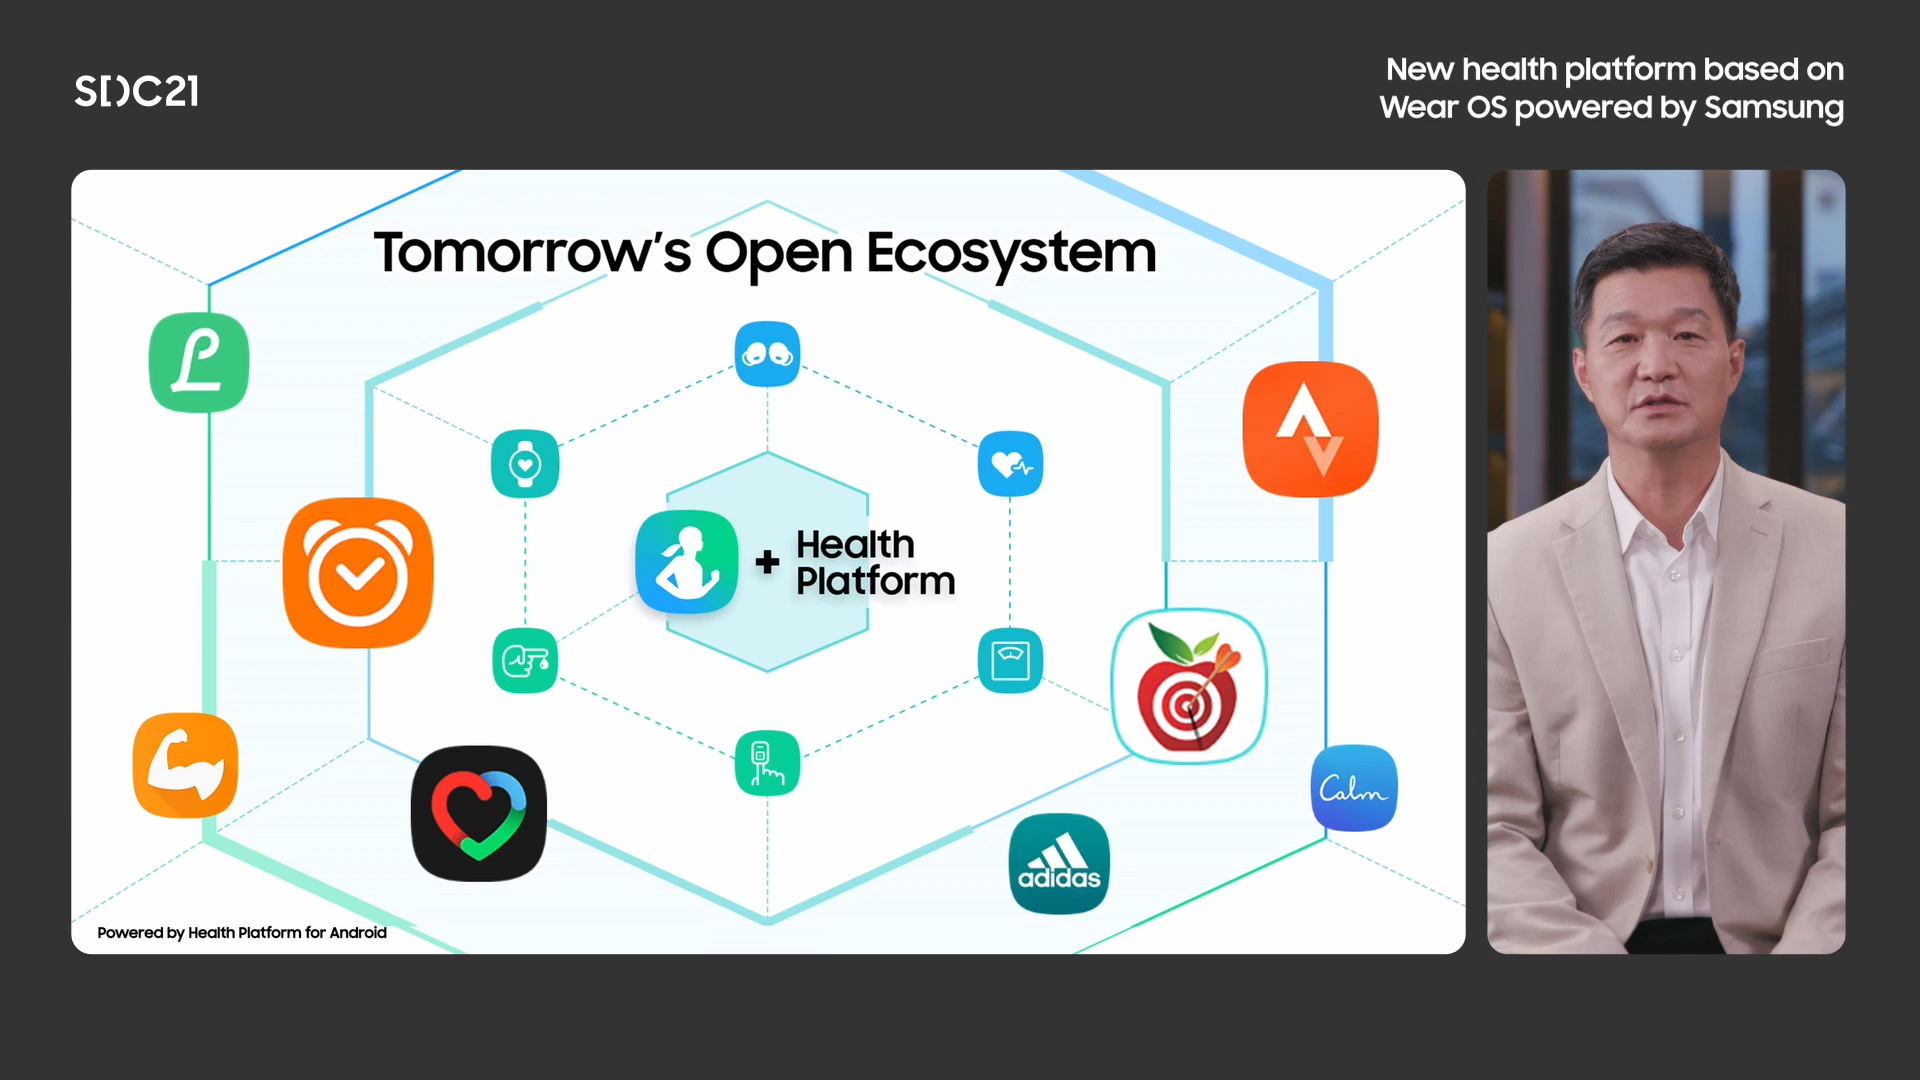 SDC21
New health platform based on
Wear OS powered by Samsung
Tomorrow's Open Ecosystem
L
+ Health
Platform
Calm
adidas
Powered by Health Platform for Android